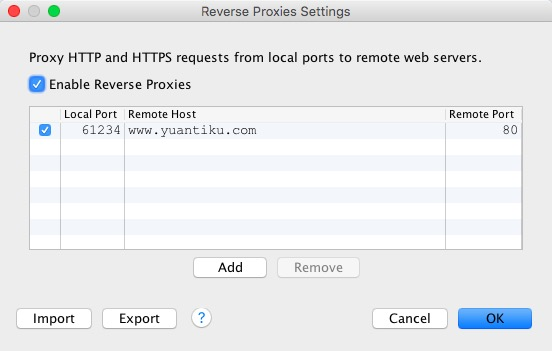 Reverse Proxies Settings
Proxy HTTP and HTTPS requests from local ports to remote web servers.
Enable Reverse Proxies
Local Port Remote Host Remote Port
61234 www.yuantiku.com 80
Add Remove
Import Export ? Cancel OK